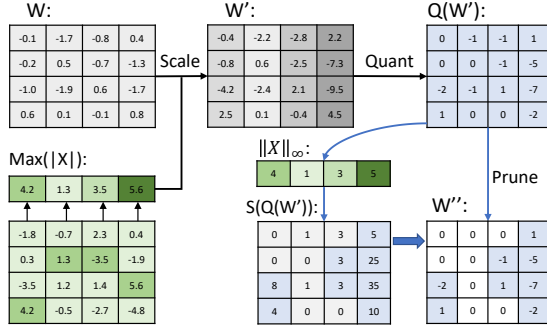 W:
-0.1 -1.7 -0.8 0.4
-0.2 0.5 -0.7 -1.3
-1.0 -1.9 0.6 -1.7
0.6 0.1 -0.1 0.8
Scale
W':
-0.4 -2.2 -2.8 2.2
-0.8 0.6 -2.5 -7.3
-4.2 -2.4 2.1 -9.5
2.5 0.1 -0.4 4.5
Quant
Q(W'):
0 -1 -1 1
0 0 -1 -5
-2 -1 1 -7
1 0 0 -2
Max(|X|):
4.2 1.3 3.5 5.6
-1.8 -0.7 2.3 0.4
0.3 1.3 -3.5 -1.9
-3.5 1.2 1.4 5.6
4.2 -0.5 -2.7 -4.8
‖X‖∞:
4 1 3 5
Prune
S(Q(W')):
0 1 3 5
0 0 3 25
8 1 3 35
4 0 0 10
W'':
0 0 0 1
0 0 -1 -5
-2 0 1 -7
1 0 0 -2